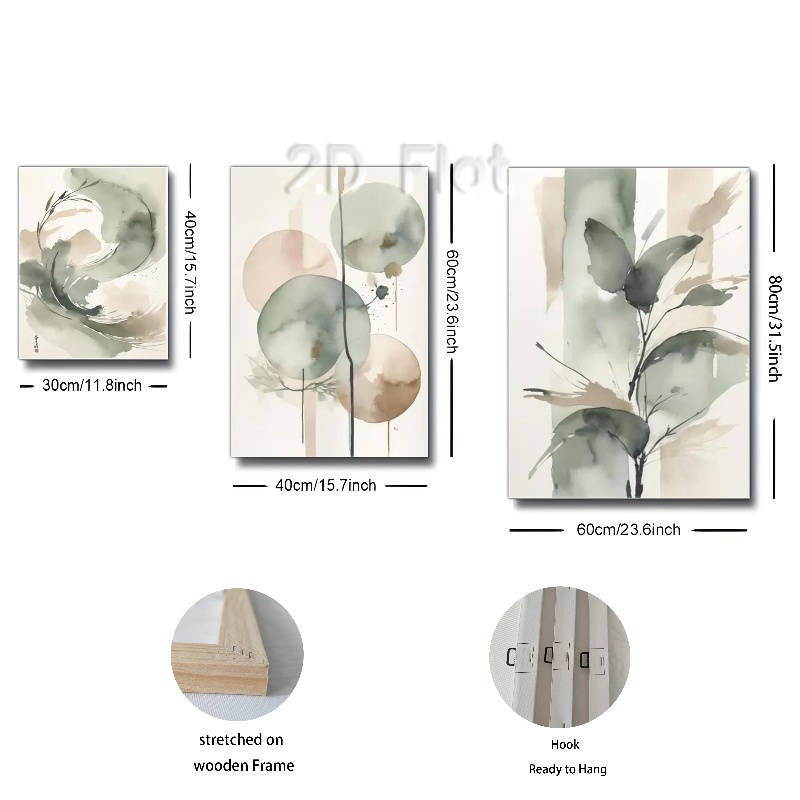 2D Flat
40cm/15.7inch
30cm/11.8inch
60cm/23.6inch
40cm/15.7inch
80cm/31.5inch
60cm/23.6inch
stretched on
wooden Frame
Hook
Ready to Hang